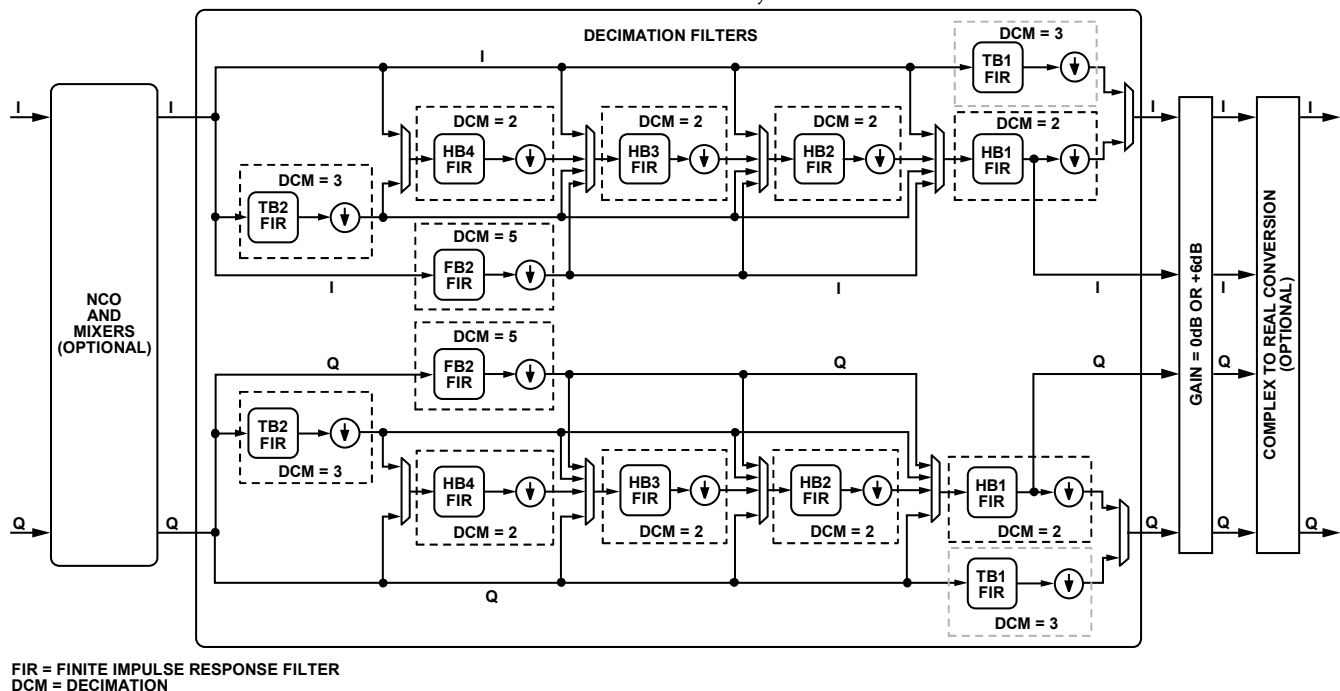 DECIMATION FILTERS
DCM = 3
I
TB1
FIR
I
I
I
I
I
DCM = 2
DCM = 2
DCM = 2
DCM = 2
HB4
FIR
HB3
FIR
HB2
FIR
HB1
FIR
DCM = 3
TB2
FIR
DCM = 5
FB2
FIR
I
I
I
I
NCO
AND
MIXERS
(OPTIONAL)
GAIN = 0dB OR +6dB
COMPLEX TO REAL CONVERSION
(OPTIONAL)
DCM = 5
FB2
FIR
Q
Q
Q
Q
TB2
FIR
DCM = 3
HB4
FIR
HB3
FIR
HB2
FIR
HB1
FIR
DCM = 2
DCM = 2
DCM = 2
DCM = 2
Q
Q
Q
Q
Q
TB1
FIR
Q
DCM = 3
FIR = FINITE IMPULSE RESPONSE FILTER
DCM = DECIMATION